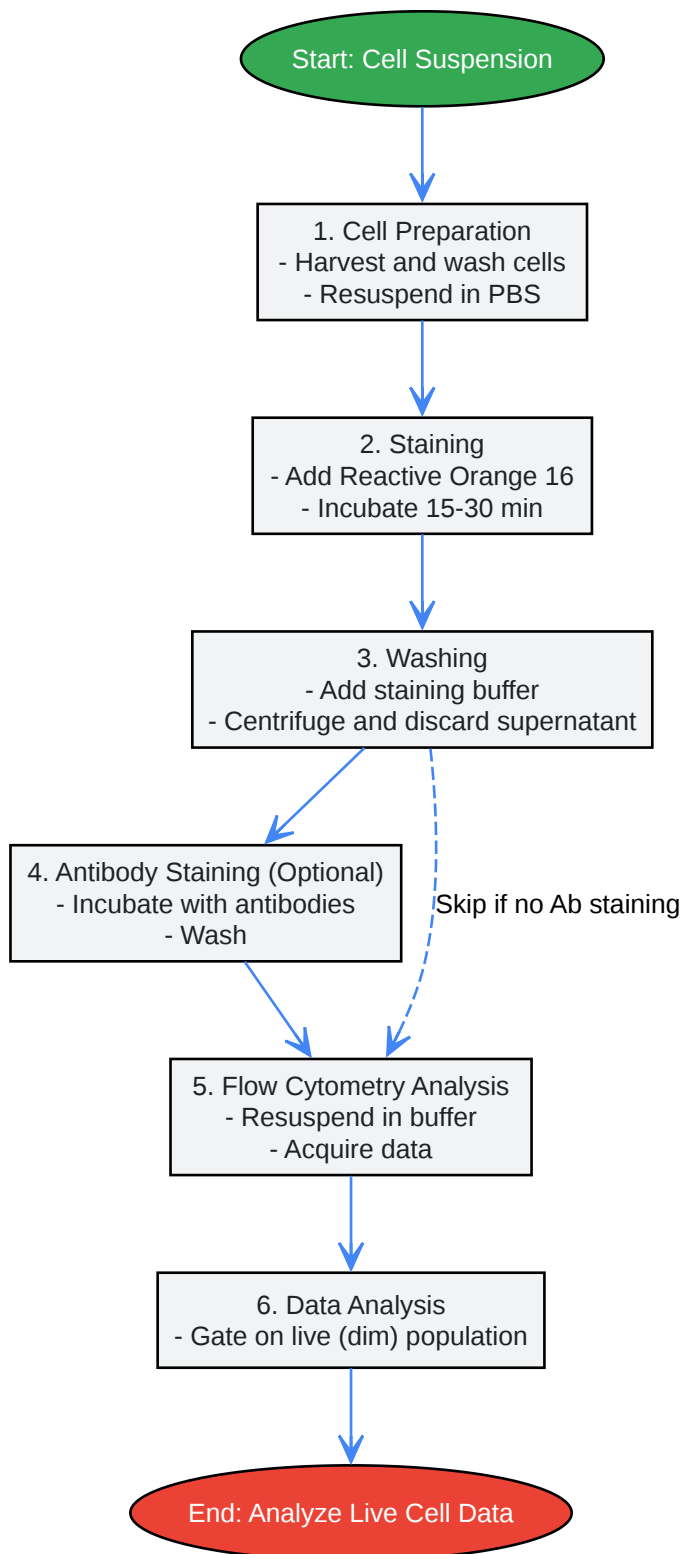 Start: Cell Suspension
1. Cell Preparation
- Harvest and wash cells
- Resuspend in PBS
2. Staining
- Add Reactive Orange 16
- Incubate 15-30 min
3. Washing
- Add staining buffer
- Centrifuge and discard supernatant
4. Antibody Staining (Optional)
- Incubate with antibodies
- Wash
Skip if no Ab staining
5. Flow Cytometry Analysis
- Resuspend in buffer
- Acquire data
6. Data Analysis
- Gate on live (dim) population
End: Analyze Live Cell Data